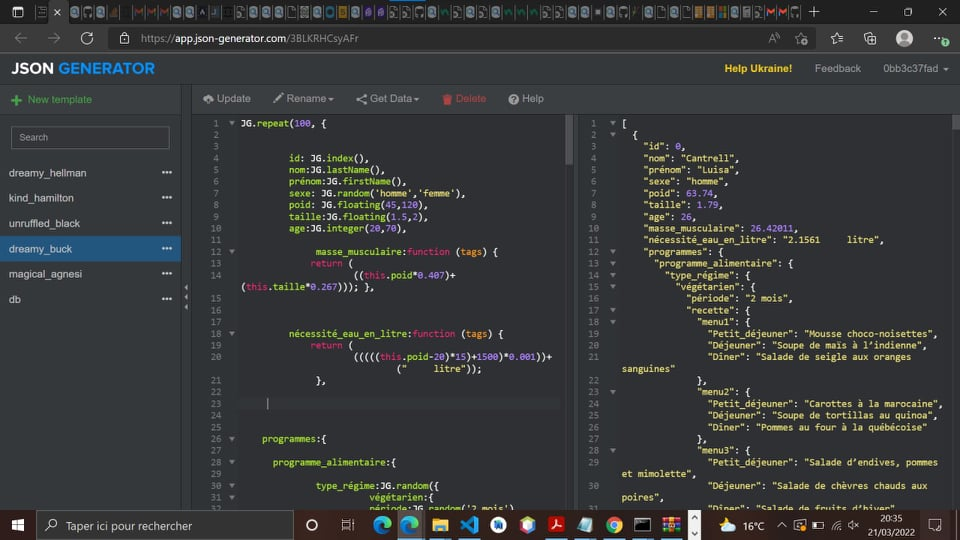 https://app.json-generator.com/3BLKRHCsyAFr
JSON GENERATOR
Help Ukraine!
Feedback
0bb3c37fad
New template
Search
dreamy_hellman
kind_hamilton
unruffled_black
dreamy_buck
magical_agnesi
db
Update
Rename
Get Data
Delete
Help
1 JG.repeat(100, {
2
3
4 id: JG.index(),
5 nom:JG.lastName(),
6 prénom:JG.firstName(),
7 sexe: JG.random('homme','femme'),
8 poid: JG.floating(45,120),
9 taille:JG.floating(1.5,2),
10 age:JG.integer(20,70),
11
12 masse_musculaire:function (tags) {
13 return (
14 ((this.poid*0.407)+
(this.taille*0.267))); },
15
16
17
18 nécessité_eau_en_litre:function (tags) {
19 return (
20 (((((this.poid-20)*15)+1500)*0.001))+
(" litre"));
21 },
22
23
24
25
26 programmes:{
27
28 programme_alimentaire:{
29
30 type_régime:JG.random({
31 végétarien:{
32 période:JG.random('2 mois')
1 [
2 {
3 "id": 0,
4 "nom": "Cantrell",
5 "prénom": "Luisa",
6 "sexe": "homme",
7 "poid": 63.74,
8 "taille": 1.79,
9 "age": 26,
10 "masse_musculaire": 26.42011,
11 "nécessité_eau_en_litre": "2.1561 litre",
12 "programmes": {
13 "programme_alimentaire": {
14 "type_régime": {
15 "végétarien": {
16 "période": "2 mois",
17 "recette": {
18 "menu1": {
19 "Petit_déjeuner": "Mousse choco-noisettes",
20 "Déjeuner": "Soupe de maïs à l’indienne",
21 "Dîner": "Salade de seigle aux oranges
sanguines"
22 },
23 "menu2": {
24 "Petit_déjeuner": "Carottes à la marocaine",
25 "Déjeuner": "Soupe de tortillas au quinoa",
26 "Dîner": "Pommes au four à la québécoise"
27 },
28 "menu3": {
29 "Petit_déjeuner": "Salade d’endives, pommes
et mimolette",
30 "Déjeuner": "Salade de chèvres chauds aux
poires",
31 "Dîner": "Salade de fruits d’hiver"
Taper ici pour rechercher
16°C
20:35
21/03/2022